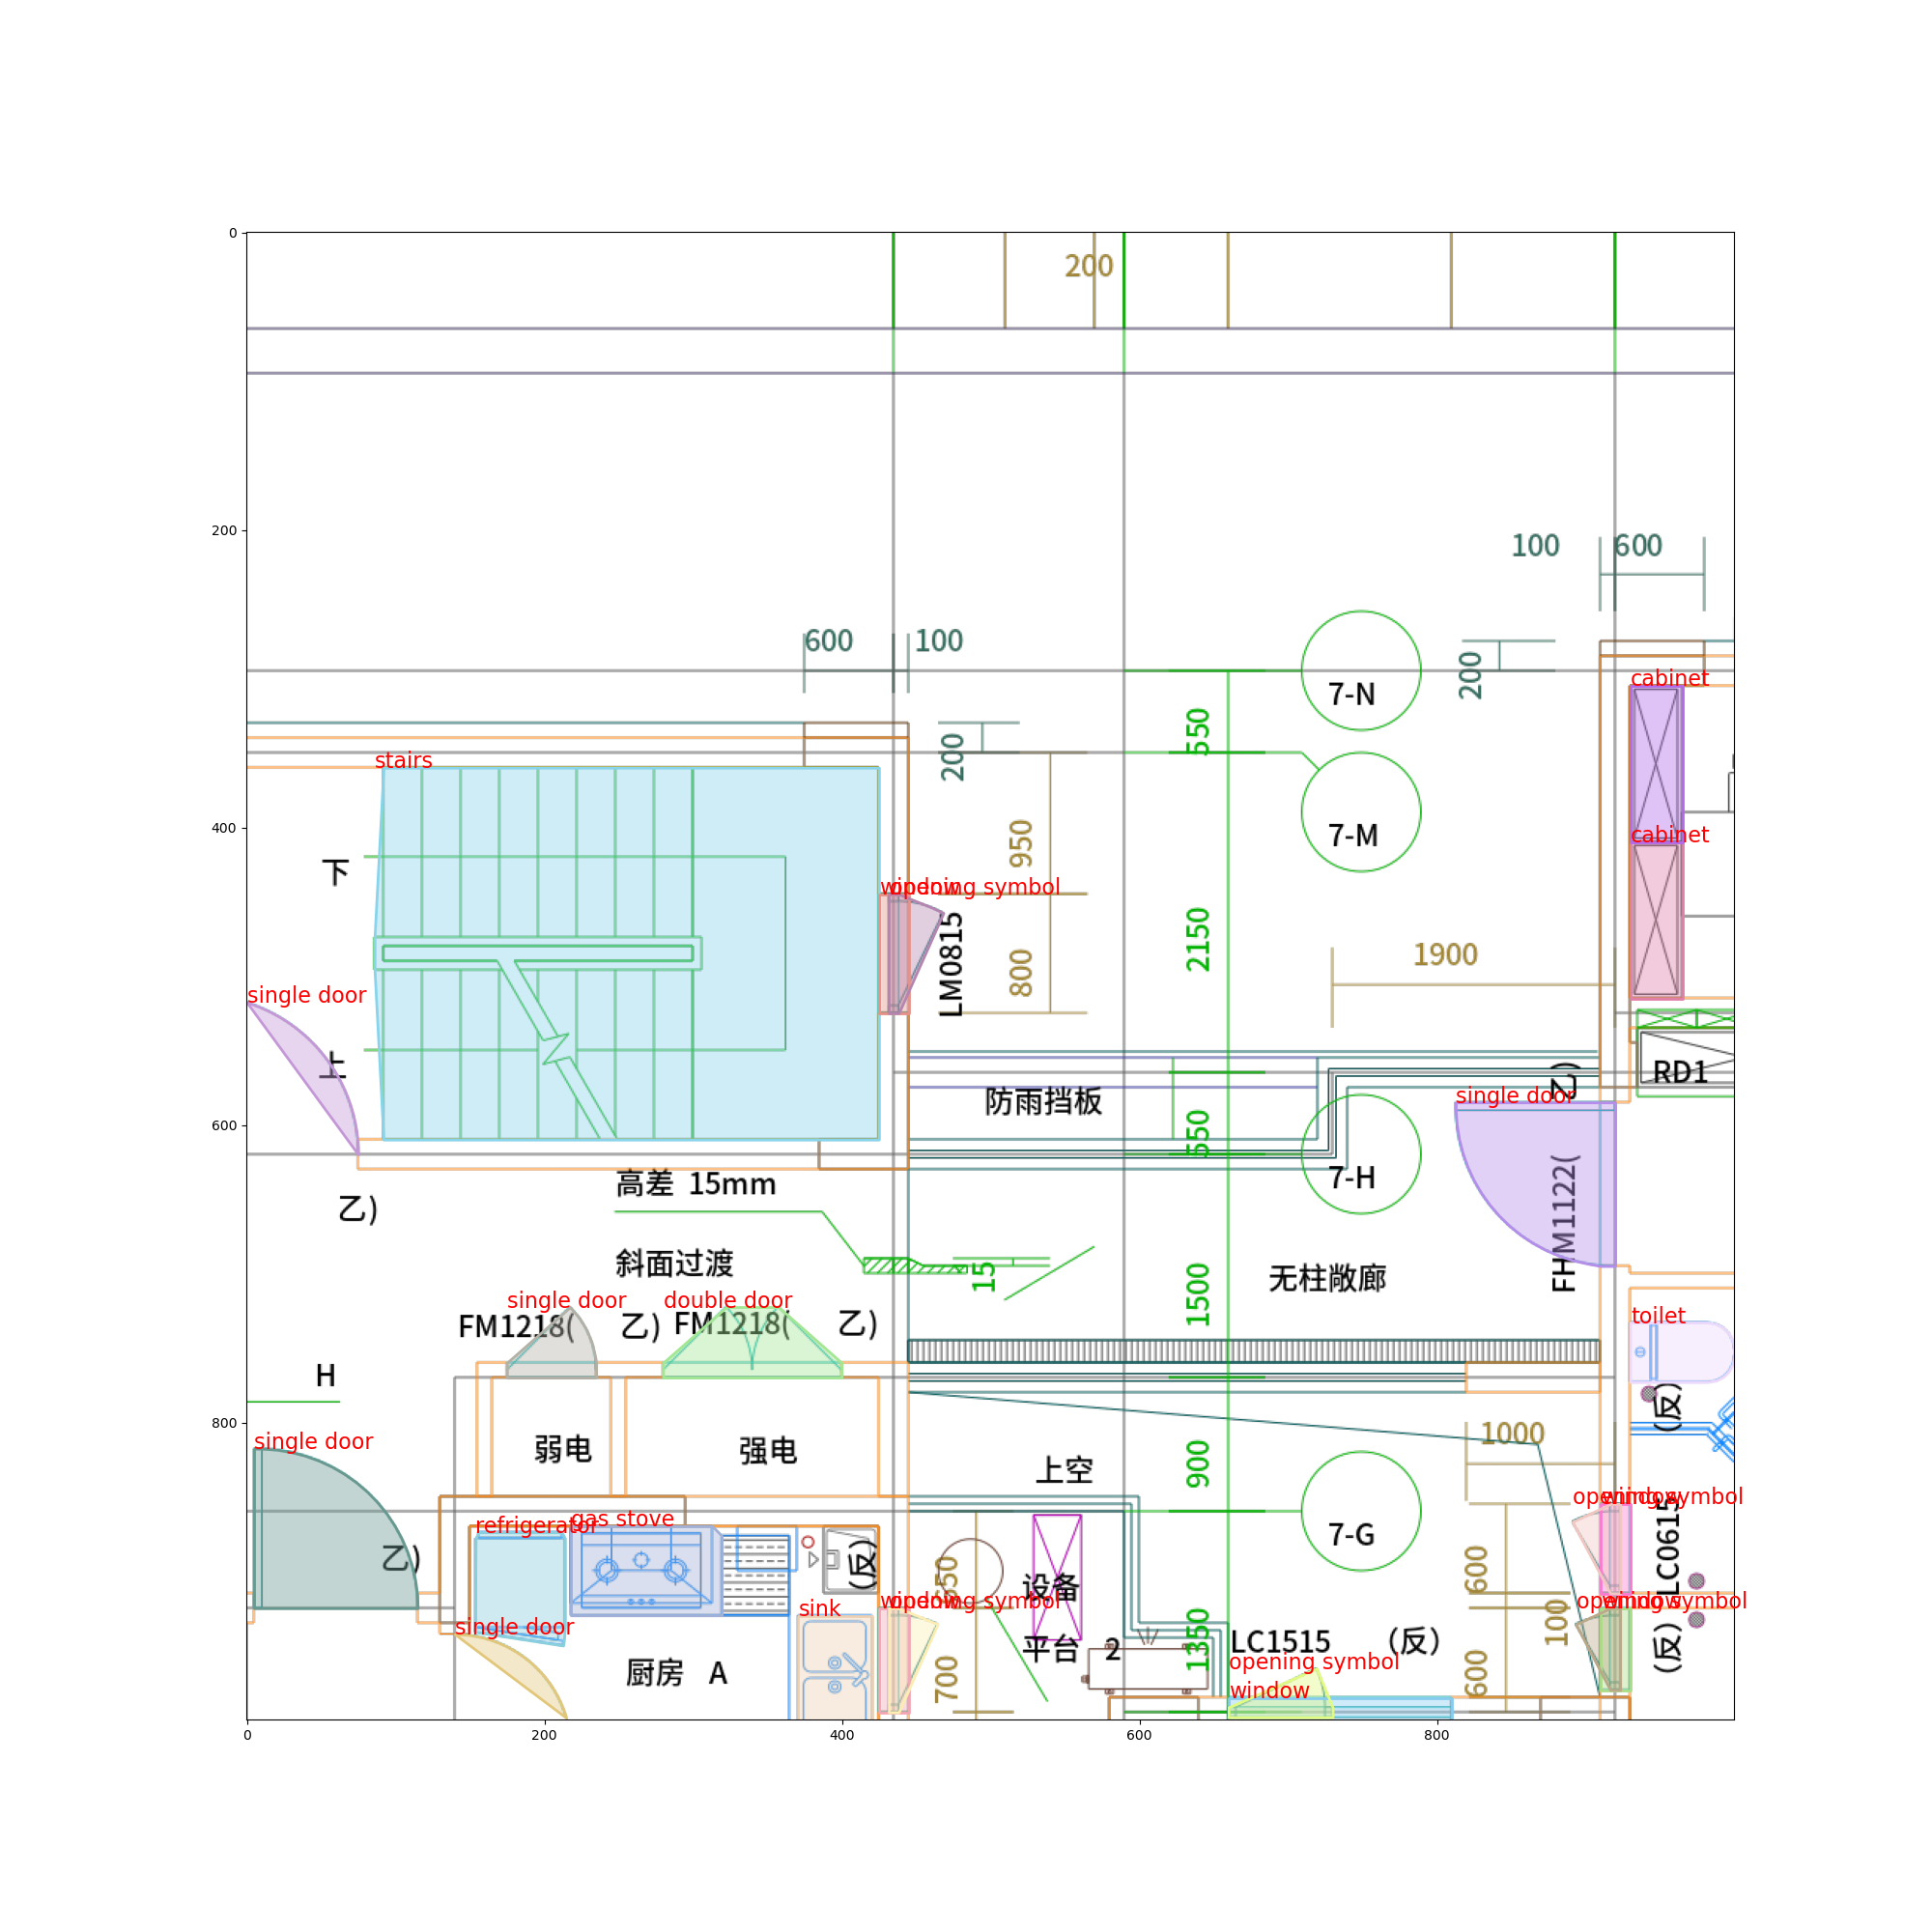 0
200
100
600
600
100
7-N
200
cabinet
550
200
stairs
7-M
950
cabinet
下
window
opening symbol
LM0815
800
2150
1900
single door
上
RD1
防雨挡板
single door
乙)
550
7-H
FHM1122(
乙)
高差 15mm
斜面过渡
15
1500
无柱敞廊
single door
double door
FM1218(
乙)
FM1218(
乙)
toilet
H
(反)
single door
弱电
强电
上空
900
1000
opening symbol
window
LC0615
refrigerator
gas stove
乙)
(反)
7-G
600
650
设备
window
opening symbol
sink
opening symbol
window
single door
厨房 A
700
平台 2
1350
LC1515 (反)
100
600
(反)
opening symbol
window
0
200
400
600
800
200
400
600
800